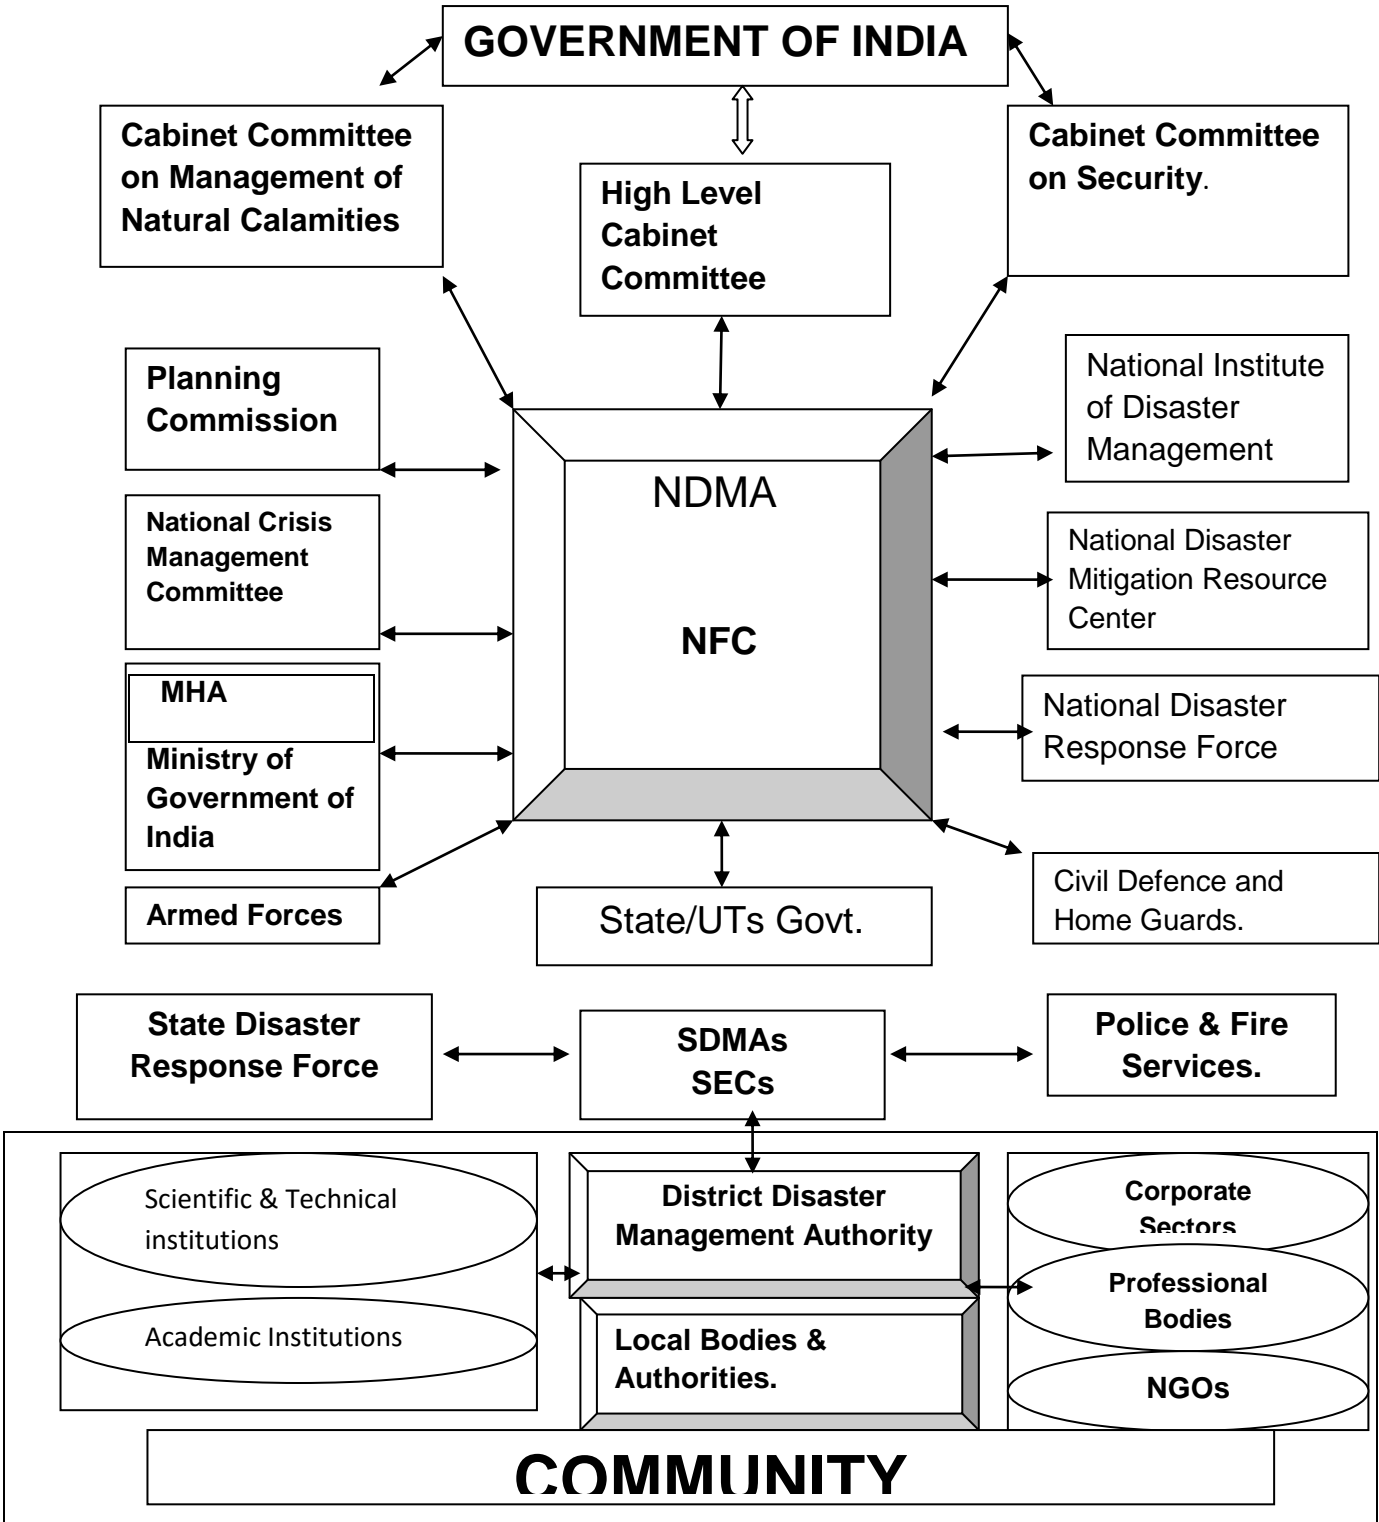 GOVERNMENT OF INDIA
Cabinet Committee
on Management of
Natural Calamities
High Level
Cabinet
Committee
Cabinet Committee
on Security.
Planning
Commission
National Crisis
Management
Committee
MHA
Ministry of
Government of
India
Armed Forces
NDMA
NFC
National Institute
of Disaster
Management
National Disaster
Mitigation Resource
Center
National Disaster
Response Force
Civil Defence and
Home Guards.
State/UTs Govt.
State Disaster
Response Force
SDMAs
SECs
Police & Fire
Services.
Scientific & Technical
institutions
Academic Institutions
District Disaster
Management Authority
Local Bodies &
Authorities.
Corporate
Sectors
Professional
Bodies
NGOs
COMMUNITY